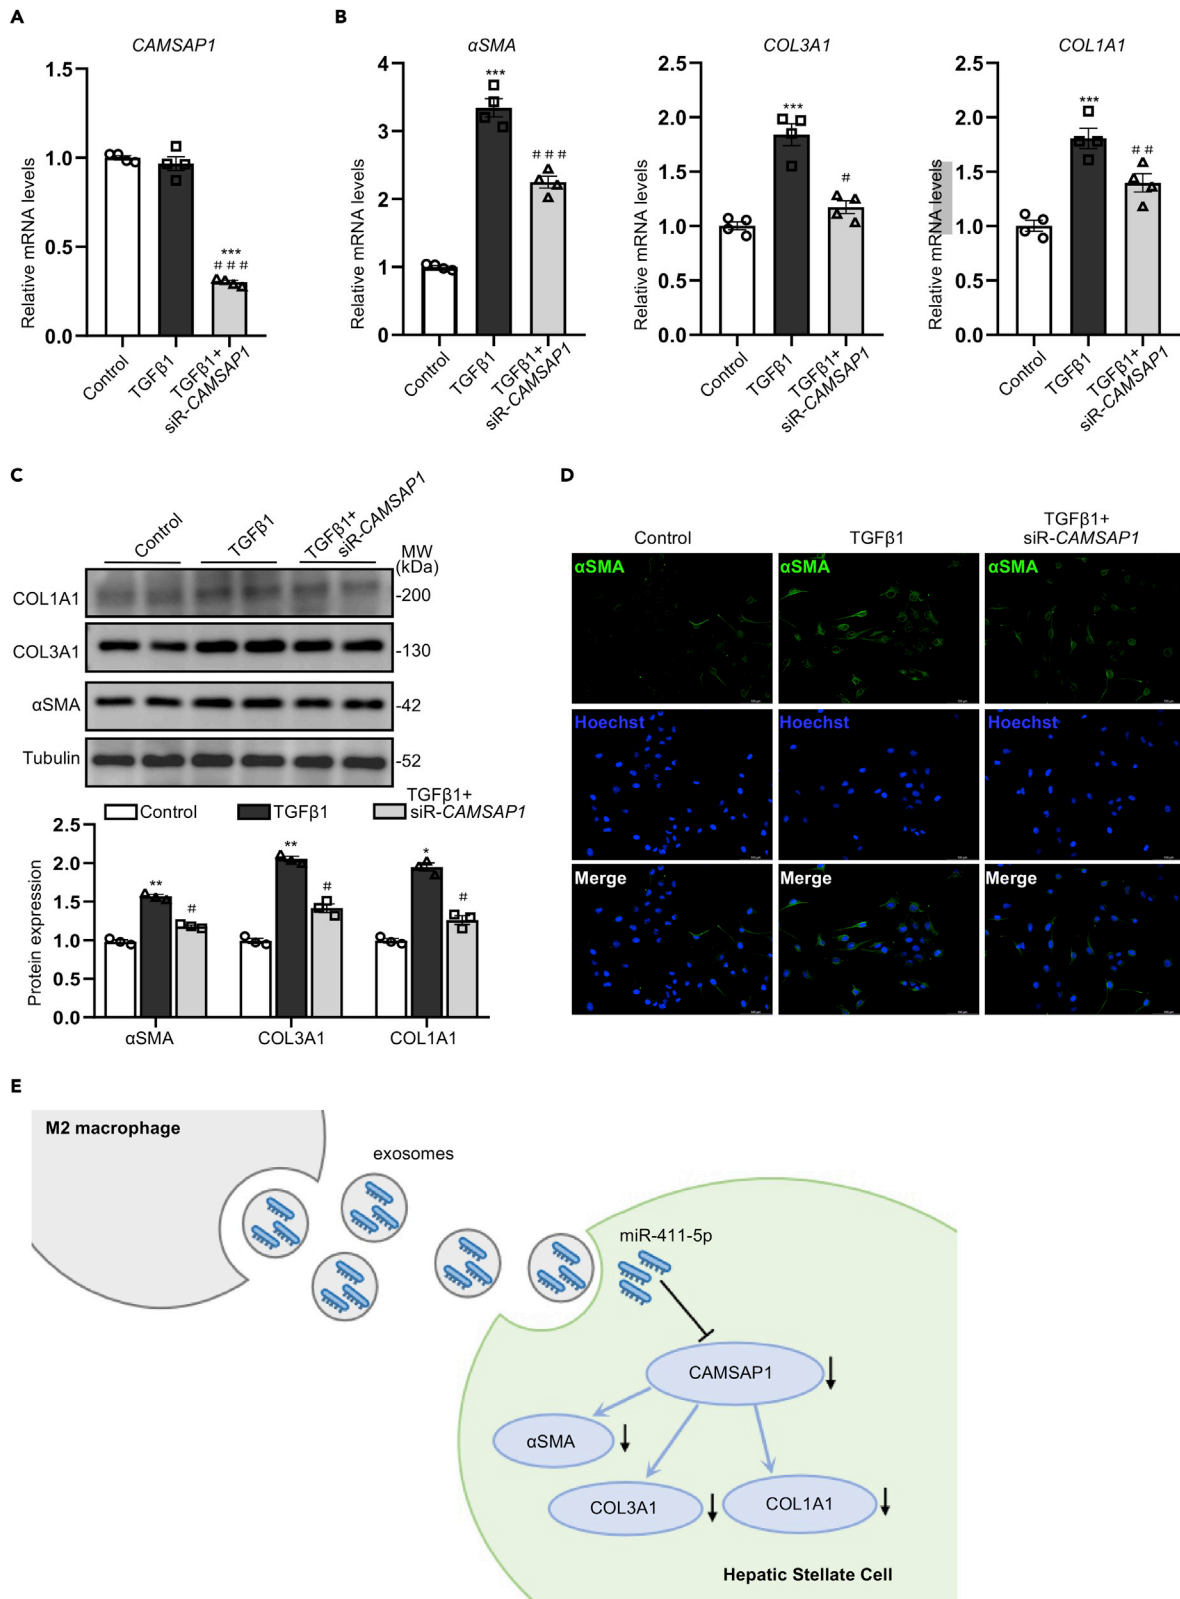 A
CAMSAP1
Relative mRNA levels
1.5
1.0
0.5
0.0
***
# # #
Control
TGFβ1
TGFβ1+
siR-CAMSAP1
B
αSMA
Relative mRNA levels
4
3
2
1
0
***
# # #
Control
TGFβ1
TGFβ1+
siR-CAMSAP1
COL3A1
Relative mRNA levels
2.5
2.0
1.5
1.0
0.5
0.0
***
#
Control
TGFβ1
TGFβ1+
siR-CAMSAP1
COL1A1
Relative mRNA levels
2.5
2.0
1.5
1.0
0.5
0.0
***
# #
Control
TGFβ1
TGFβ1+
siR-CAMSAP1
C
Control
TGFβ1
TGFβ1+
siR-CAMSAP1
MW
(kDa)
COL1A1
-200
COL3A1
-130
αSMA
-42
Tubulin
-52
Control
TGFβ1
TGFβ1+
siR-CAMSAP1
Protein expression
2.5
2.0
1.5
1.0
0.5
0.0
**
#
**
#
*
#
αSMA
COL3A1
COL1A1
D
Control
TGFβ1
TGFβ1+
siR-CAMSAP1
αSMA
αSMA
αSMA
Hoechst
Hoechst
Hoechst
Merge
Merge
Merge
E
M2 macrophage
exosomes
miR-411-5p
CAMSAP1
αSMA
COL3A1
COL1A1
Hepatic Stellate Cell